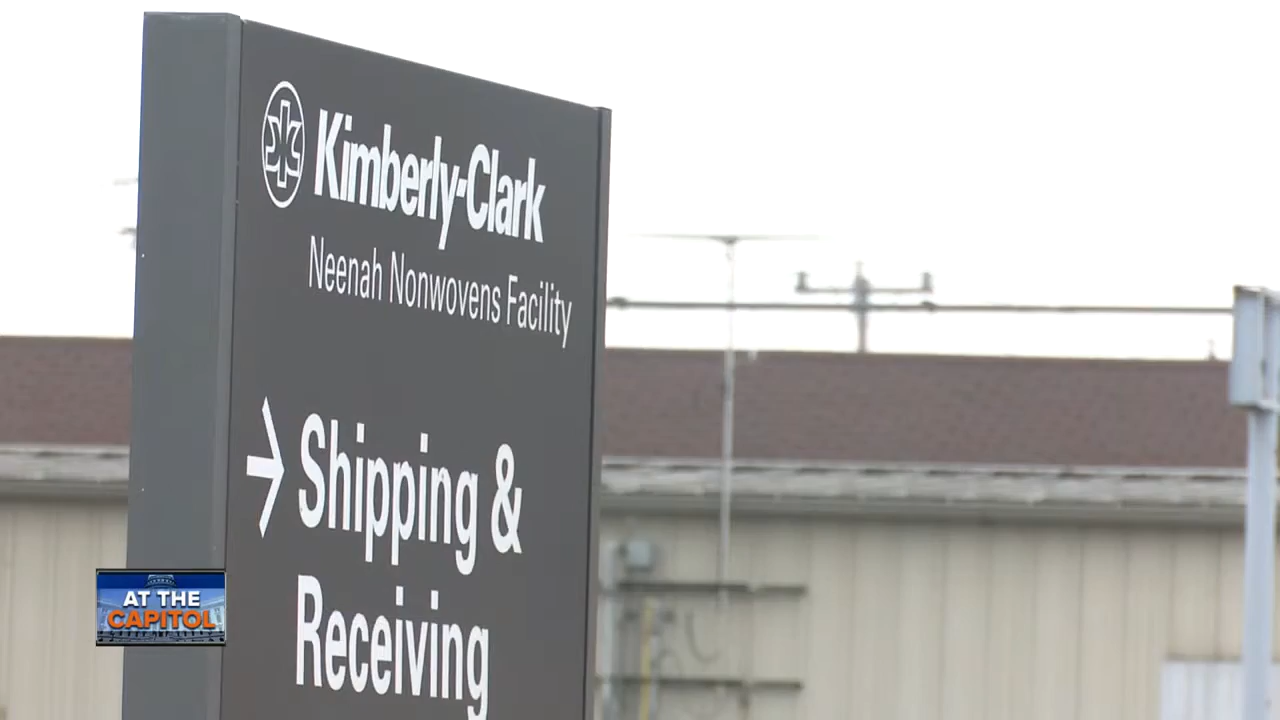 Kimberly-Clark
Neenah Nonwovens Facility
→ Shipping &
Receiving
AT THE
CAPITOL